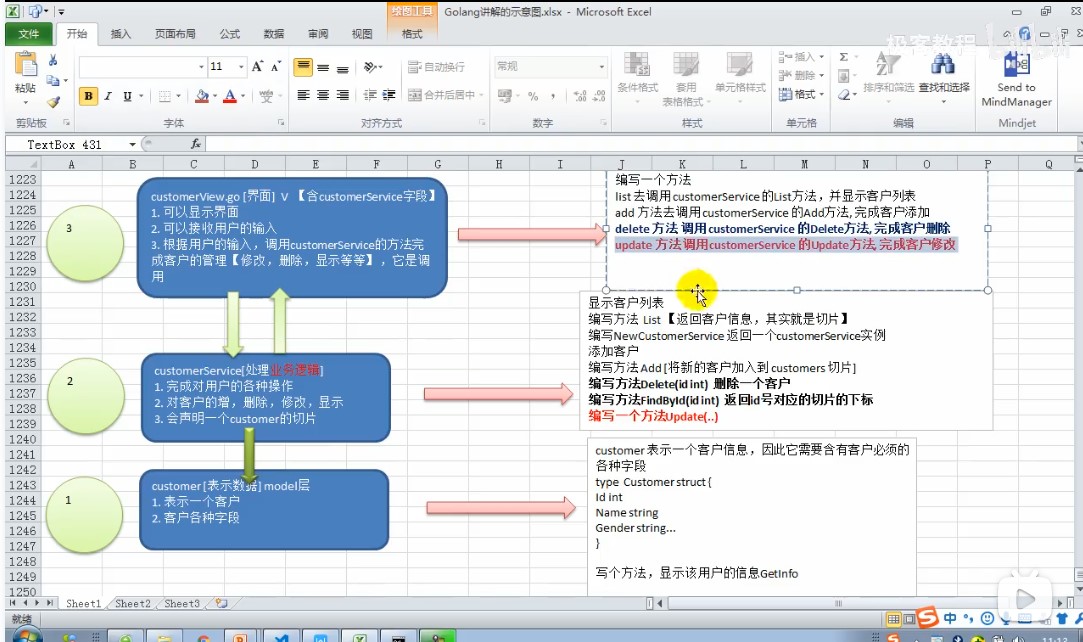 Golang讲解的示意图.xlsx - Microsoft Excel
绘图工具
文件 开始 插入 页面布局 公式 数据 审阅 视图 格式
极客教程 bilibili
粘贴
剪贴板
11
B I U
字体
自动换行
合并后居中
对齐方式
常规
数字
条件格式 套用表格格式 单元格样式
样式
插入
删除
格式
单元格
排序和筛选 查找和选择
编辑
Send to MindManager
Mindjet
TextBox 431
fx
A B C D E F G H I J K L M N O P Q
1223
1224
1225
1226
1227
1228
1229
1230
1231
1232
1233
1234
1235
1236
1237
1238
1239
1240
1241
1242
1243
1244
1245
1246
1247
1248
1249
1250
3
customerView.go [界面] V 【含customerService字段】
1. 可以显示界面
2. 可以接收用户的输入
3. 根据用户的输入，调用customerService的方法完
成客户的管理【修改，删除，显示等等】，它是调
用
编写一个方法
list 去调用customerService 的List方法，并显示客户列表
add 方法去调用customerService 的Add方法, 完成客户添加
delete 方法 调用 customerService 的Delete方法, 完成客户删除
update 方法 调用customerService 的Update方法, 完成客户修改
2
customerService[处理业务逻辑]
1. 完成对用户的各种操作
2. 对客户的增，删除，修改，显示
3. 会声明一个customer的切片
显示客户列表
编写方法 List 【返回客户信息，其实就是切片】
编写NewCustomerService 返回一个customerService实例
添加客户
编写方法 Add [将新的客户加入到 customers 切片]
编写方法Delete(id int) 删除一个客户
编写方法FindById(id int) 返回id号对应的切片的下标
编写一个方法Update(..)
1
customer [表示数据] model层
1. 表示一个客户
2. 客户各种字段
customer 表示一个客户信息，因此它需要含有客户必须的
各种字段
type Customer struct {
Id int
Name string
Gender string...
}
写个方法，显示该用户的信息GetInfo
Sheet1 Sheet2 Sheet3
就绪
中
11:13